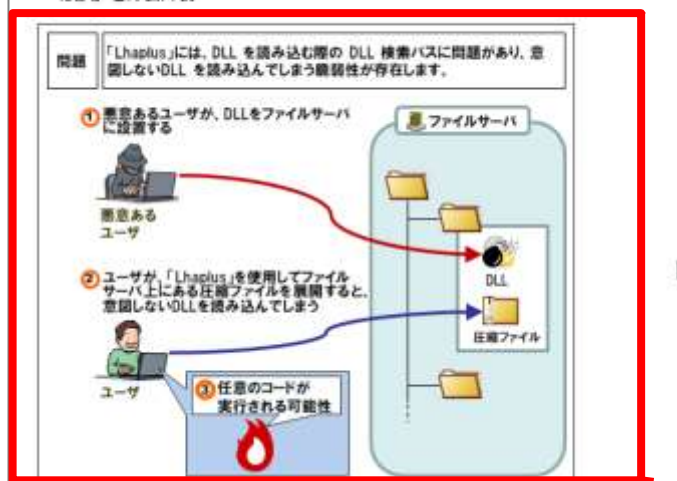 問題
「Lhaplus」には、DLL を読み込む際の DLL 検索パスに問題があり、意
図しないDLL を読み込んでしまう脆弱性が存在します。
① 悪意あるユーザが、DLLをファイルサーバ
に設置する
ファイルサーバ
悪意ある
ユーザ
DLL
② ユーザが、「Lhaplus」を使用してファイル
サーバ上にある圧縮ファイルを展開すると、
意図しないDLLを読み込んでしまう
圧縮ファイル
ユーザ
③ 任意のコードが
実行される可能性